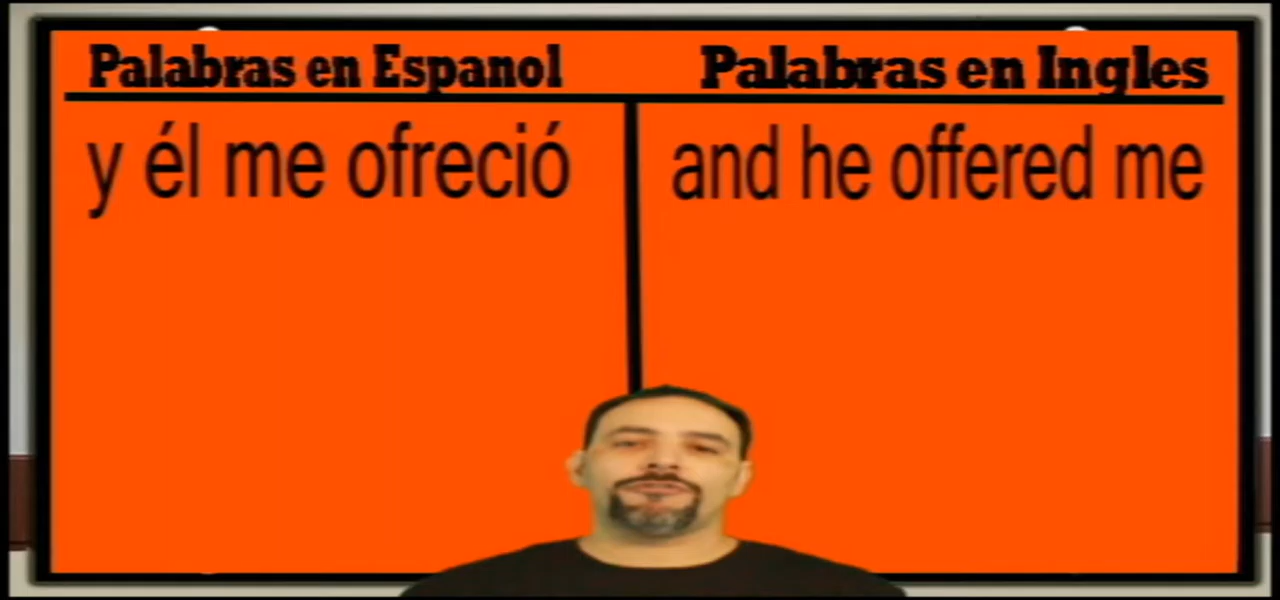 Palabras en Espanol Palabras en Ingles
y él me ofreció and he offered me